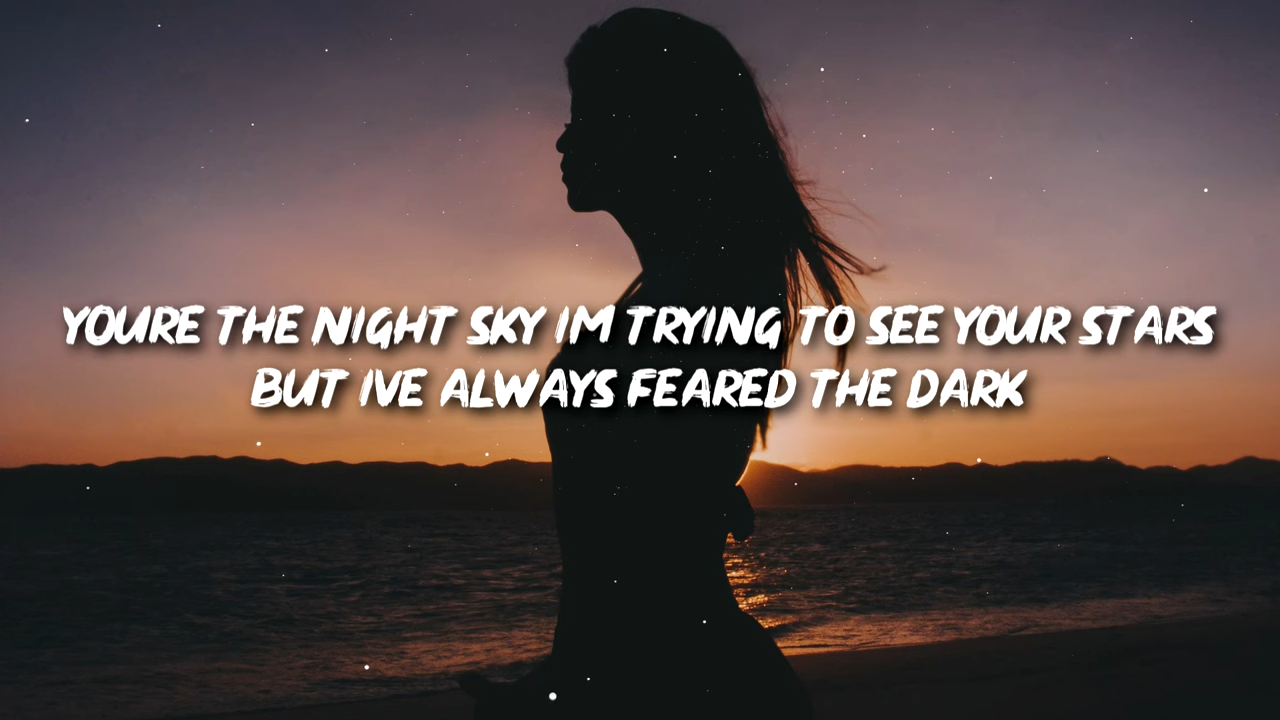 YOURE THE NIGHT SKY IM TRYING TO SEE YOUR STARS
BUT IVE ALWAYS FEARED THE DARK